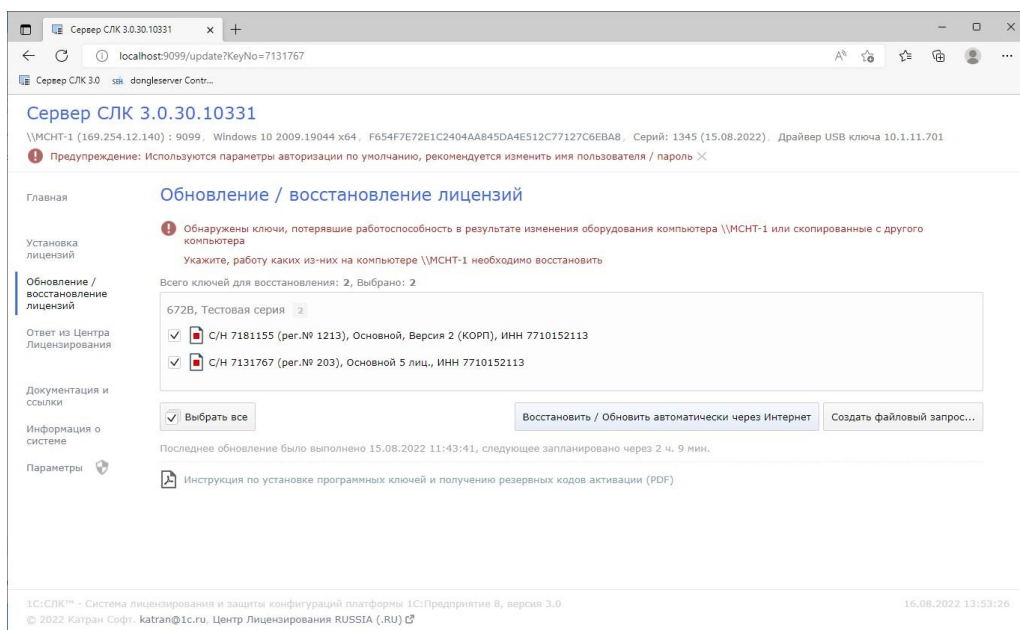 Сервер СЛК 3.0.30.10331
localhost:9099/update?KeyNo=7131767
Сервер СЛК 3.0
seh dongleserver Contr...
Сервер СЛК 3.0.30.10331
\\MCHT-1 (169.254.12.140) : 9099, Windows 10 2009.19044 x64, F654F7E72E1C2404AA845DA4E512C77127C6EBA8, Серий: 1345 (15.08.2022), Драйвер USB ключа 10.1.11.701
Предупреждение: Используются параметры авторизации по умолчанию, рекомендуется изменить имя пользователя / пароль
Главная
Установка
лицензий
Обновление /
восстановление
лицензий
Ответ из Центра
Лицензирования
Документация и
ссылки
Информация о
системе
Параметры
Обновление / восстановление лицензий
Обнаружены ключи, потерявшие работоспособность в результате изменения оборудования компьютера \\MCHT-1 или скопированные с другого
компьютера
Укажите, работу каких из-них на компьютере \\MCHT-1 необходимо восстановить
Всего ключей для восстановления: 2, Выбрано: 2
672B, Тестовая серия 2
С/Н 7181155 (рег.№ 1213), Основной, Версия 2 (КОРП), ИНН 7710152113
С/Н 7131767 (рег.№ 203), Основной 5 лиц., ИНН 7710152113
Выбрать все
Восстановить / Обновить автоматически через Интернет
Создать файловый запрос...
Последнее обновление было выполнено 15.08.2022 11:43:41, следующее запланировано через 2 ч. 9 мин.
Инструкция по установке программных ключей и получению резервных кодов активации (PDF)
1С:СЛК™ - Система лицензирования и защиты конфигураций платформы 1С:Предприятие 8, версия 3.0
16.08.2022 13:53:26
© 2022 Катран Софт. katran@1c.ru, Центр Лицензирования RUSSIA (.RU)